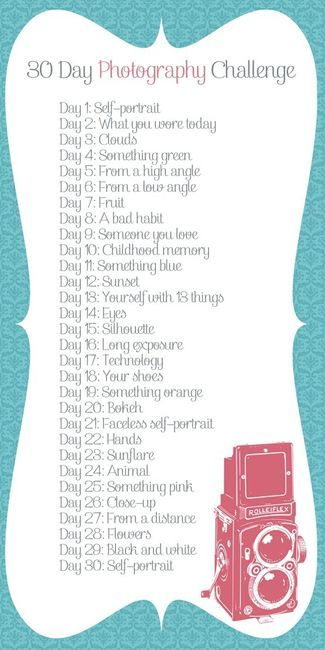 30 Day Photography Challenge
Day 1: Self-portrait
Day 2: What you wore today
Day 3: Clouds
Day 4: Something green
Day 5: From a high angle
Day 6: From a low angle
Day 7: Fruit
Day 8: A bad habit
Day 9: Someone you love
Day 10: Childhood memory
Day 11: Something blue
Day 12: Sunset
Day 13: Yourself with 13 things
Day 14: Eyes
Day 15: Silhouette
Day 16: Long exposure
Day 17: Technology
Day 18: Your shoes
Day 19: Something orange
Day 20: Bokeh
Day 21: Faceless self-portrait
Day 22: Hands
Day 23: Sunflare
Day 24: Animal
Day 25: Something pink
Day 26: Close-up
Day 27: From a distance
Day 28: Flowers
Day 29: Black and white
Day 30: Self-portrait
ROLLEIFLEX